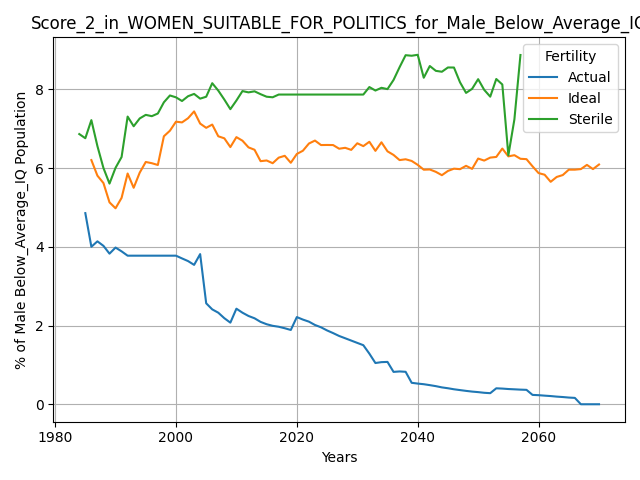 Score_2_in_WOMEN_SUITABLE_FOR_POLITICS_for_Male_Below_Average_IQ
Fertility
Actual
Ideal
Sterile
% of Male Below_Average_IQ Population
8
6
4
2
0
1980
2000
2020
2040
2060
Years